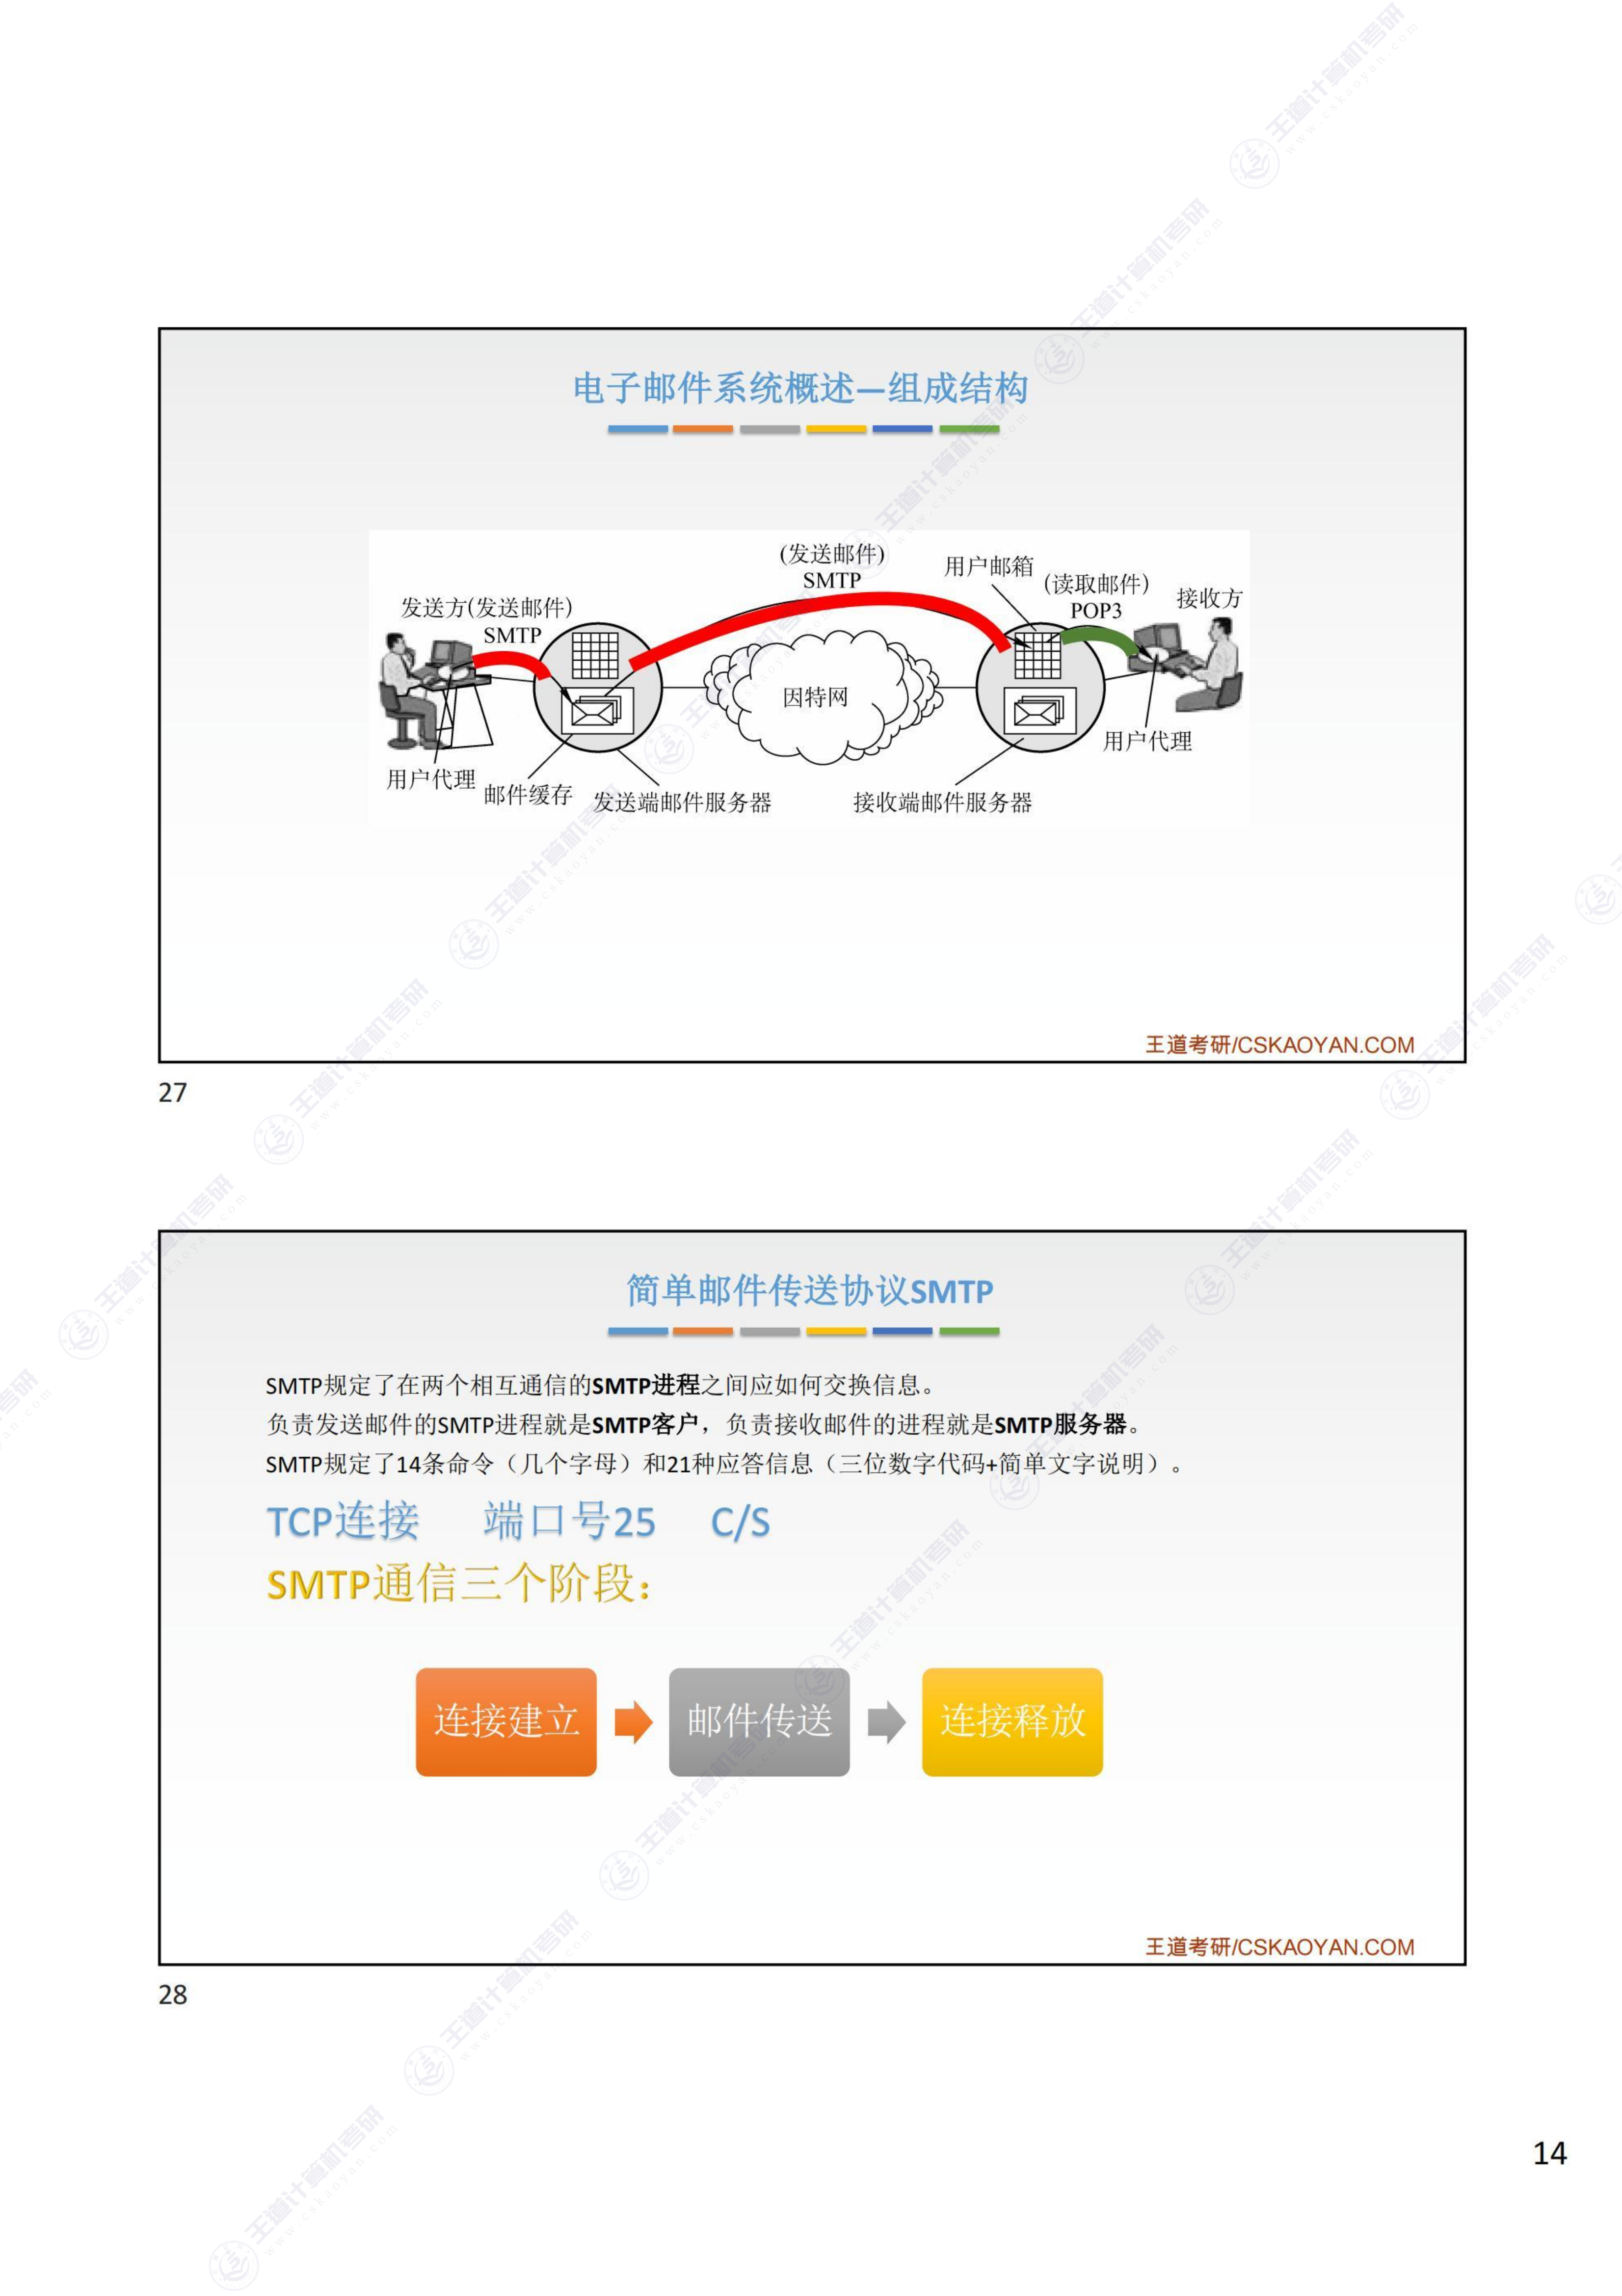 电子邮件系统概述—组成结构
(发送邮件)
SMTP
用户邮箱
(读取邮件)
POP3
接收方
发送方(发送邮件)
SMTP
因特网
用户代理
用户代理
邮件缓存
发送端邮件服务器
接收端邮件服务器
王道考研/CSKAOYAN.COM
27
简单邮件传送协议SMTP
SMTP规定了在两个相互通信的SMTP进程之间应如何交换信息。
负责发送邮件的SMTP进程就是SMTP客户，负责接收邮件的进程就是SMTP服务器。
SMTP规定了14条命令（几个字母）和21种应答信息（三位数字代码+简单文字说明）。
TCP连接 端口号25 C/S
SMTP通信三个阶段：
连接建立 邮件传送 连接释放
王道考研/CSKAOYAN.COM
28
14
王道计算机考研
www.cskaoyan.com